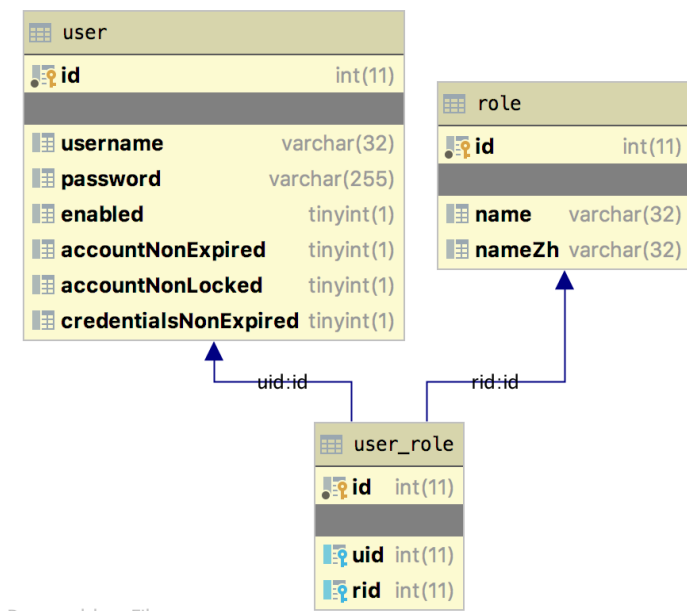 user
id int(11)
username varchar(32)
password varchar(255)
enabled tinyint(1)
accountNonExpired tinyint(1)
accountNonLocked tinyint(1)
credentialsNonExpired tinyint(1)
role
id int(11)
name varchar(32)
nameZh varchar(32)
uid:id
rid:id
user_role
id int(11)
uid int(11)
rid int(11)